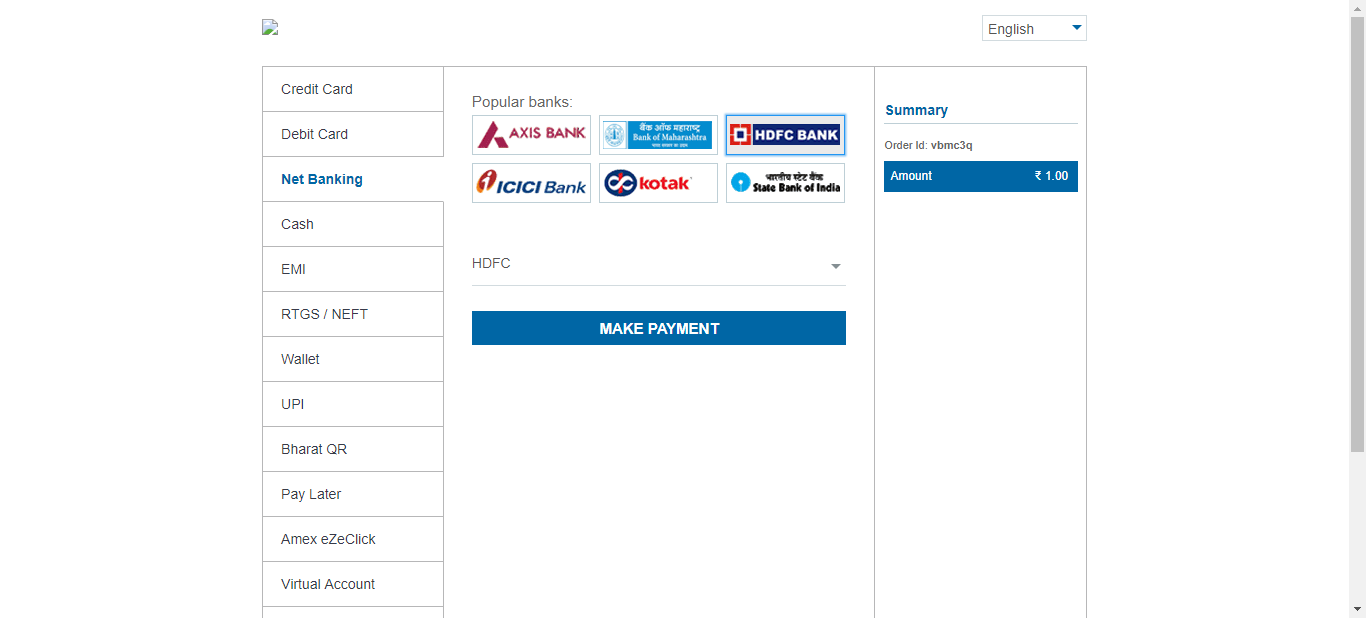 English
Credit Card
Debit Card
Net Banking
Cash
EMI
RTGS / NEFT
Wallet
UPI
Bharat QR
Pay Later
Amex eZeClick
Virtual Account
Popular banks:
AXIS BANK
बैंक ऑफ महाराष्ट्र
Bank of Maharashtra
HDFC BANK
ICICI Bank
kotak
भारतीय स्टेट बैंक
State Bank of India
HDFC
MAKE PAYMENT
Summary
Order Id: vbmc3q
Amount ₹ 1.00